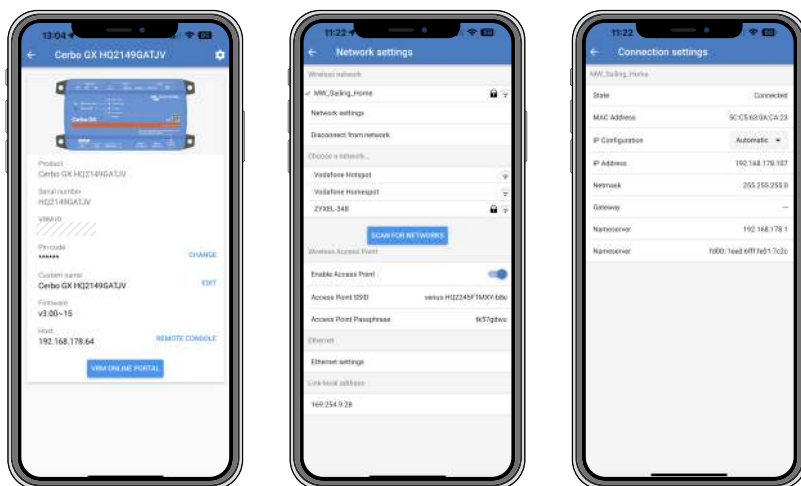 13:04
Cerbo GX HQ2149GATJV
Cerbo GX
Product
Cerbo GX HQ2149GATJV
Serial number
HQ2149GATJV
VRM ID
Pin code
******
CHANGE
Custom name
Cerbo GX HQ2149GATJV
EDIT
Firmware
v3.00~15
Host
192.168.178.64
REMOTE CONSOLE
VRM ONLINE PORTAL
11:22
Network settings
Wireless network
MW_Sailing_Home
Network settings
Disconnect from network
Choose a network...
Vodafone Hotspot
Vodafone Homespot
ZYXEL-548
SCAN FOR NETWORKS
Wireless Access Point
Enable Access Point
Access Point SSID
Access Point Passphrase
Ethernet
Ethernet settings
Link local address
169.254.9.28
11:22
Connection settings
MW_Sailing_Home
State Connected
MAC Address
IP Configuration Automatic
IP Address 192.168.178.107
Netmask 255.255.255.0
Gateway --
Nameserver 192.168.178.1
Nameserver